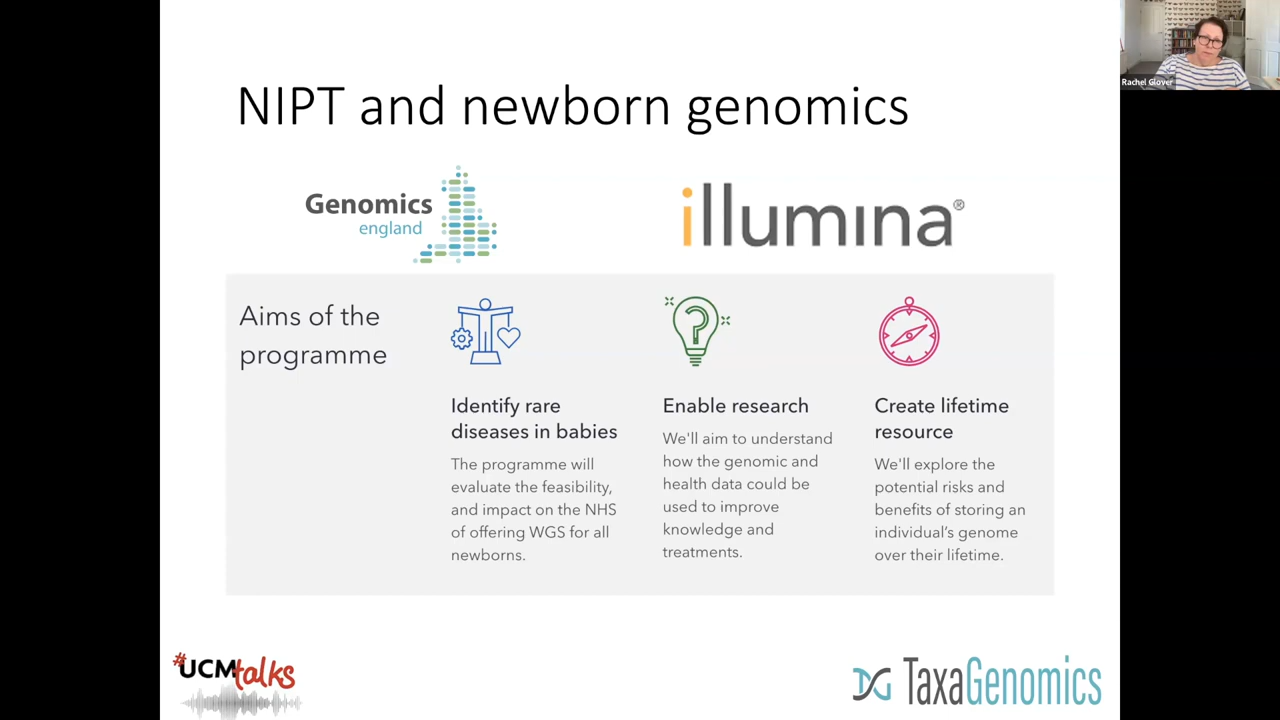 Rachel Glover
NIPT and newborn genomics
Genomics
england
illumina®
Aims of the
programme
Identify rare
diseases in babies
The programme will
evaluate the feasibility,
and impact on the NHS
of offering WGS for all
newborns.
Enable research
We'll aim to understand
how the genomic and
health data could be
used to improve
knowledge and
treatments.
Create lifetime
resource
We'll explore the
potential risks and
benefits of storing an
individual's genome
over their lifetime.
#UCMtalks
TaxaGenomics